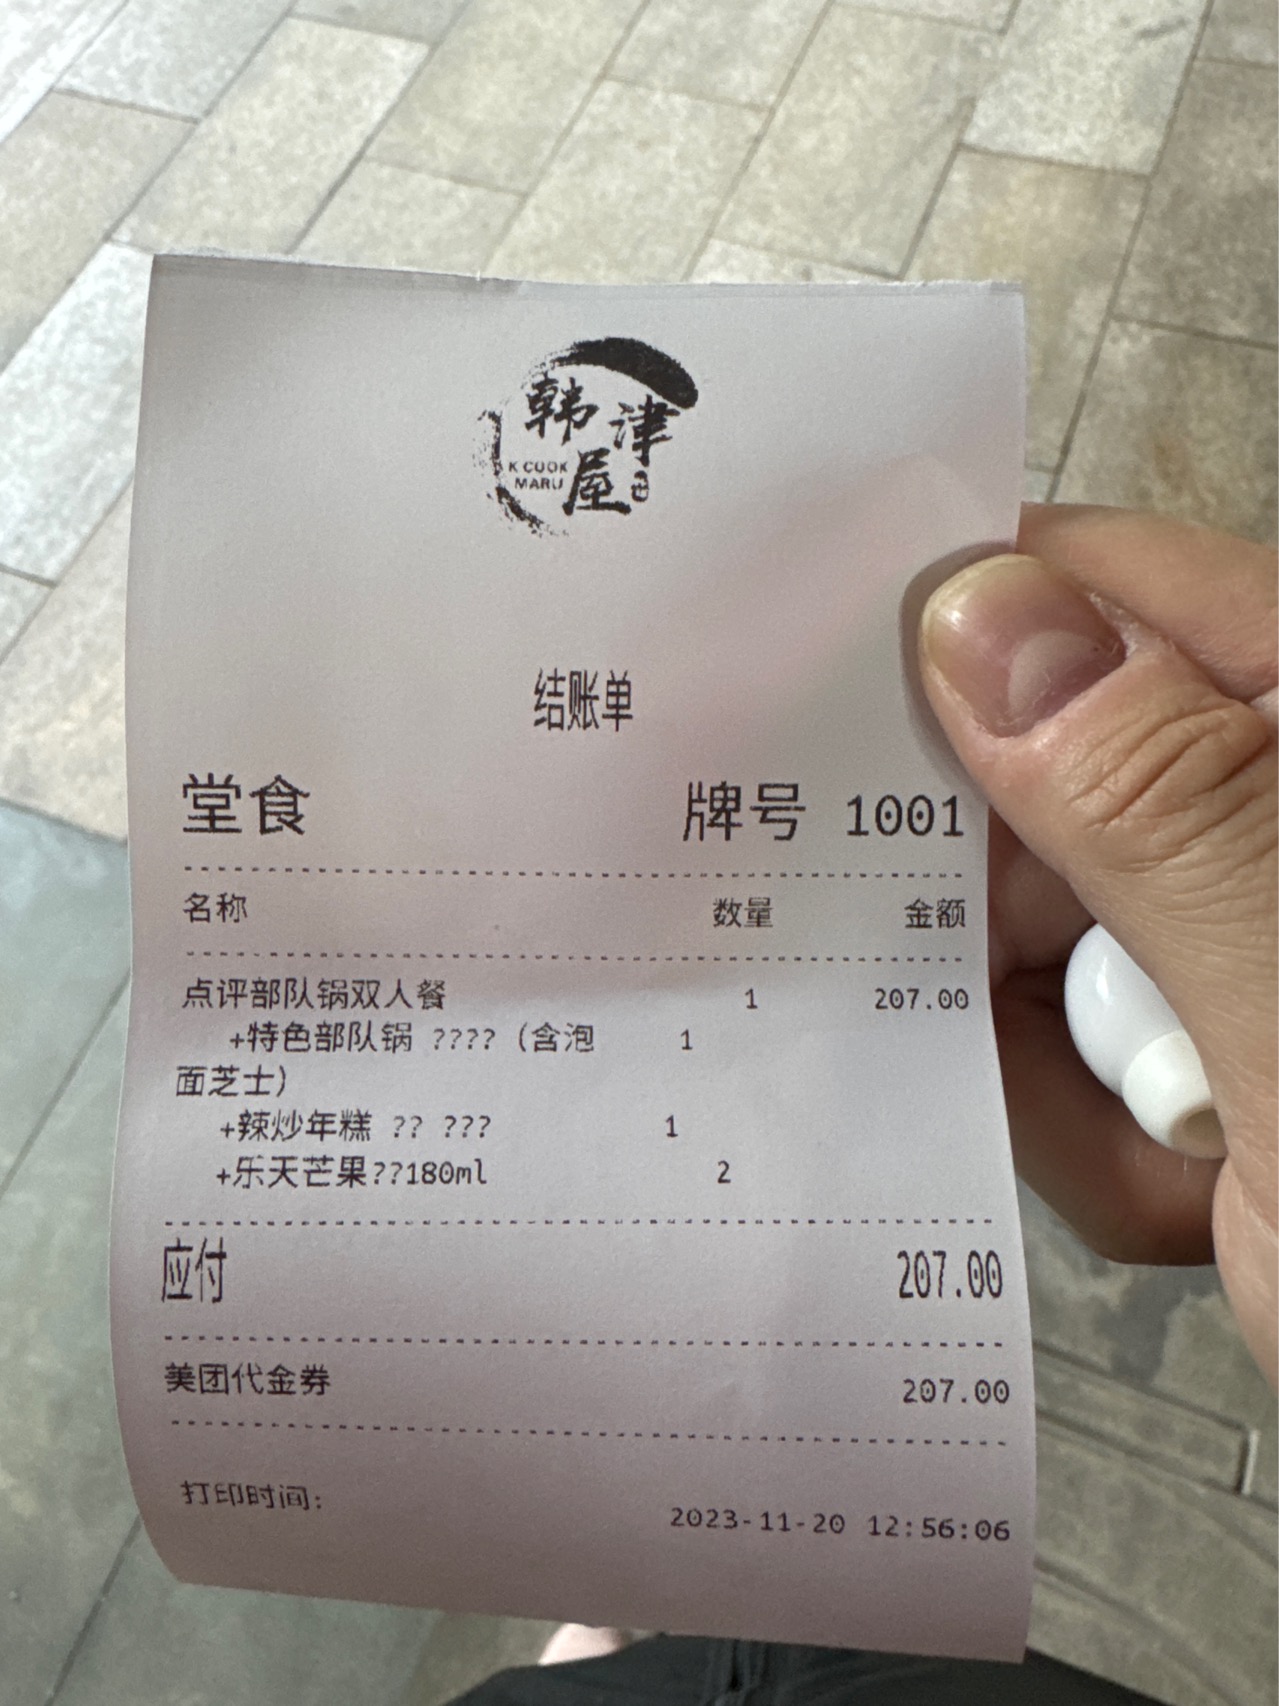 韩津屋
K COOK
MARU
结账单
堂食 牌号 1001
名称 数量 金额
点评部队锅双人餐 1 207.00
+特色部队锅 ????（含泡 1
面芝士）
+辣炒年糕 ?? ??? 1
+乐天芒果??180ml 2
应付 207.00
美团代金券 207.00
打印时间:
2023-11-20 12:56:06